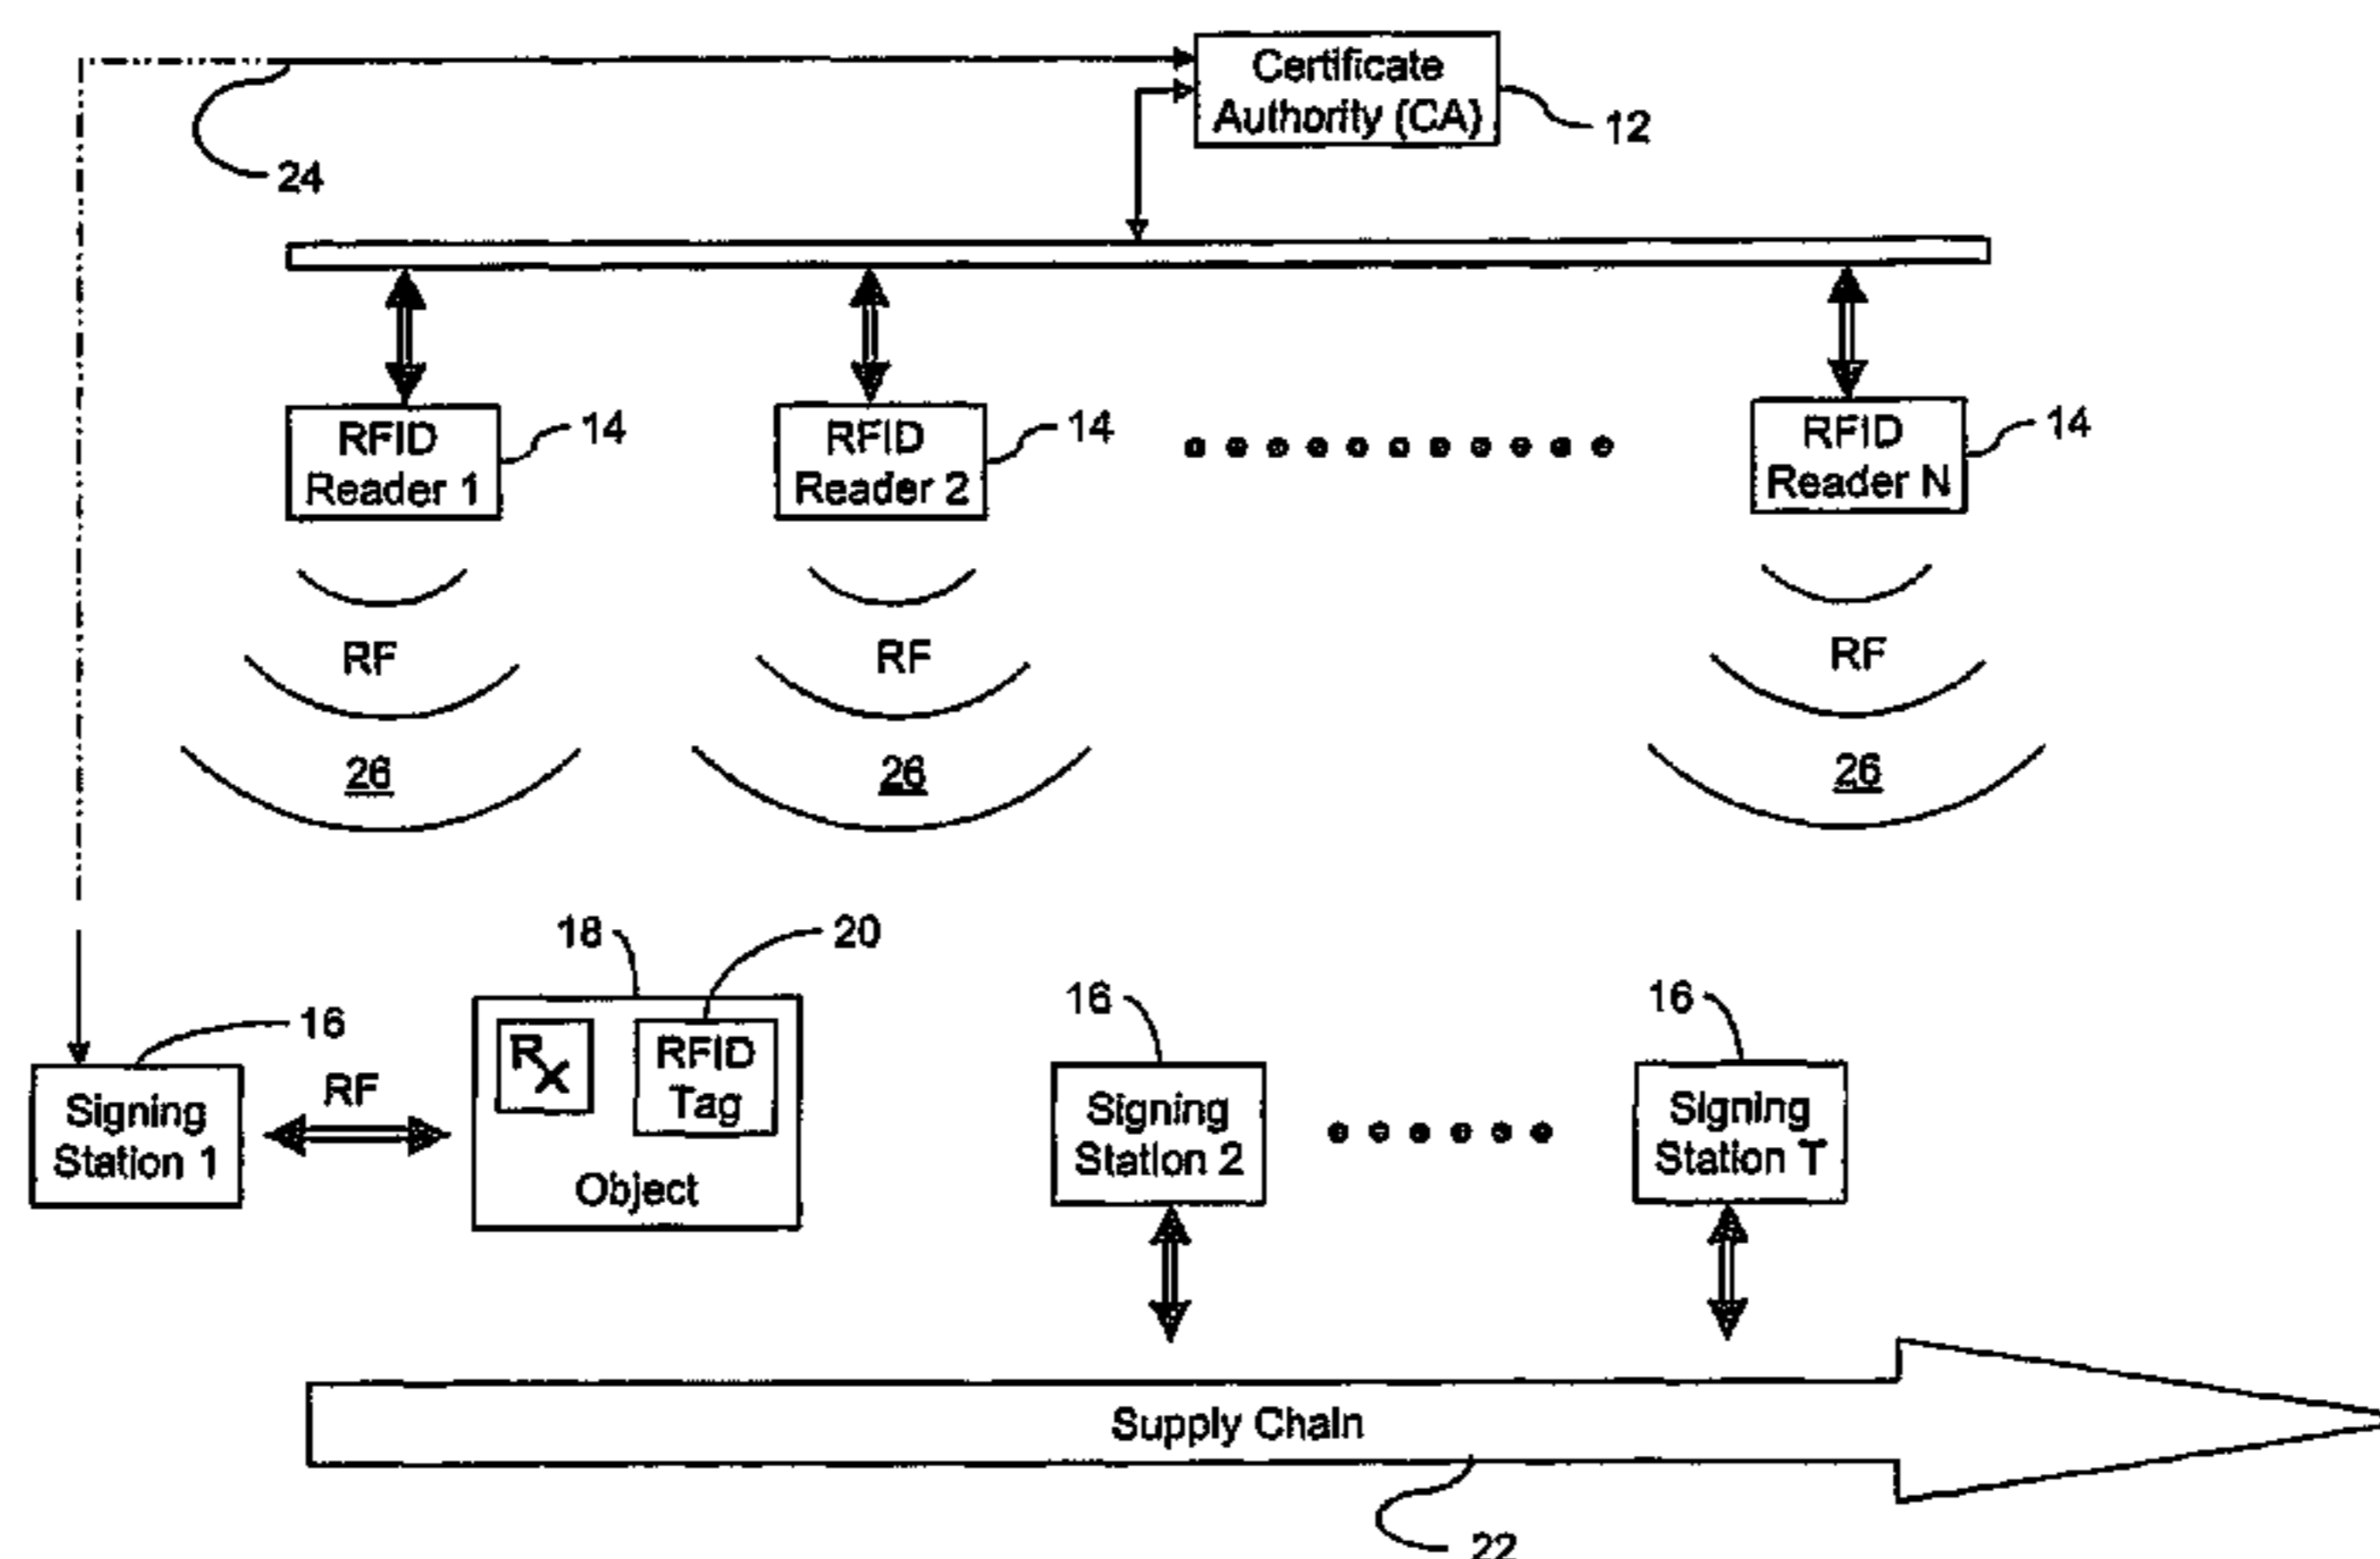 Certificate
Authority (CA)
12
24
RFID
Reader 1
14
RFID
Reader 2
14
RFID
Reader N
14
RF
RF
RF
26
26
26
18
20
16
16
16
Signing
Station 1
RF
Rx
RFID
Tag
Object
Signing
Station 2
Signing
Station T
Supply Chain
22